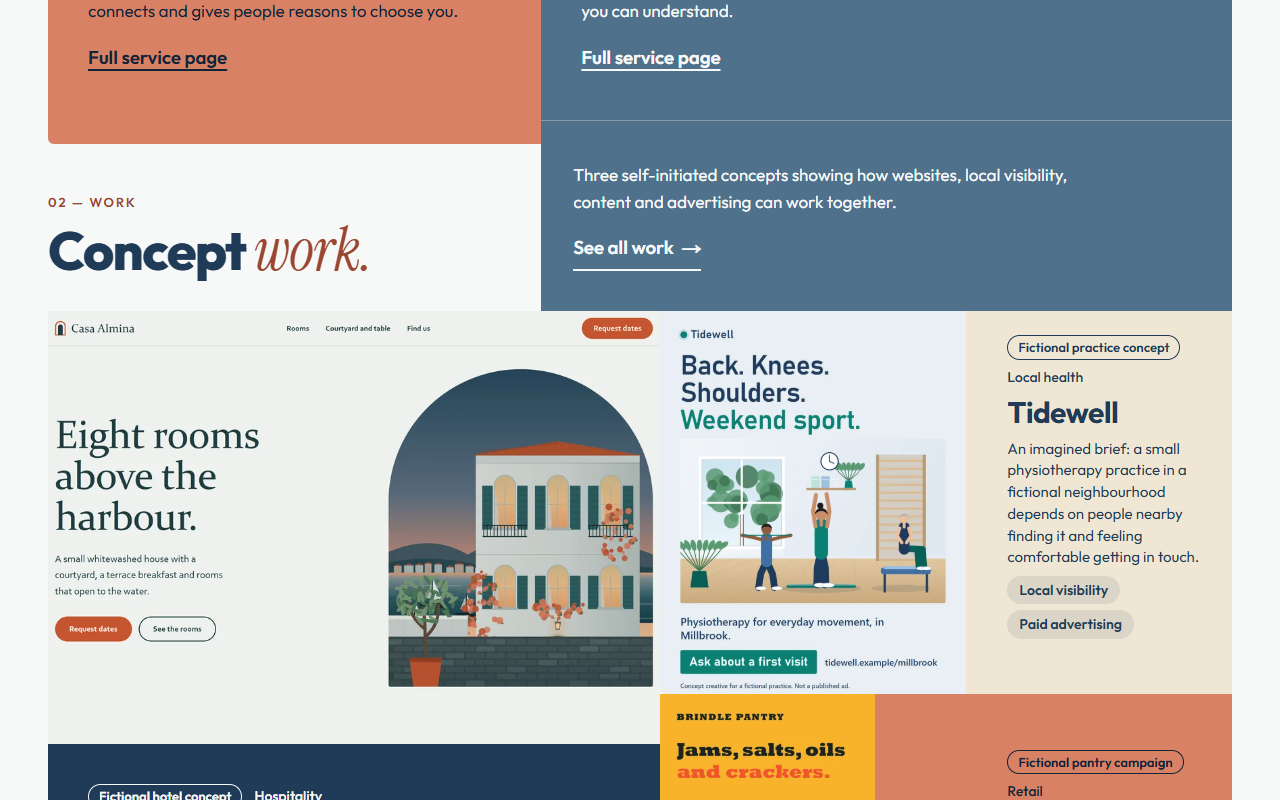 connects and gives people reasons to choose you.
Full service page
you can understand.
Full service page
02 — WORK
Concept work.
Three self-initiated concepts showing how websites, local visibility,
content and advertising can work together.
See all work →
Casa Almina
Rooms
Courtyard and table
Find us
Request dates
Eight rooms
above the
harbour.
A small whitewashed house with a
courtyard, a terrace breakfast and rooms
that open to the water.
Request dates
See the rooms
Fictional hotel concept
Hospitality
Tidewell
Back. Knees.
Shoulders.
Weekend sport.
Physiotherapy for everyday movement, in
Millbrook.
Ask about a first visit
tidewell.example/millbrook
Concept creative for a fictional practice. Not a published ad.
Fictional practice concept
Local health
Tidewell
An imagined brief: a small
physiotherapy practice in a
fictional neighbourhood
depends on people nearby
finding it and feeling
comfortable getting in touch.
Local visibility
Paid advertising
BRINDLE PANTRY
Jams, salts, oils
and crackers.
Fictional pantry campaign
Retail